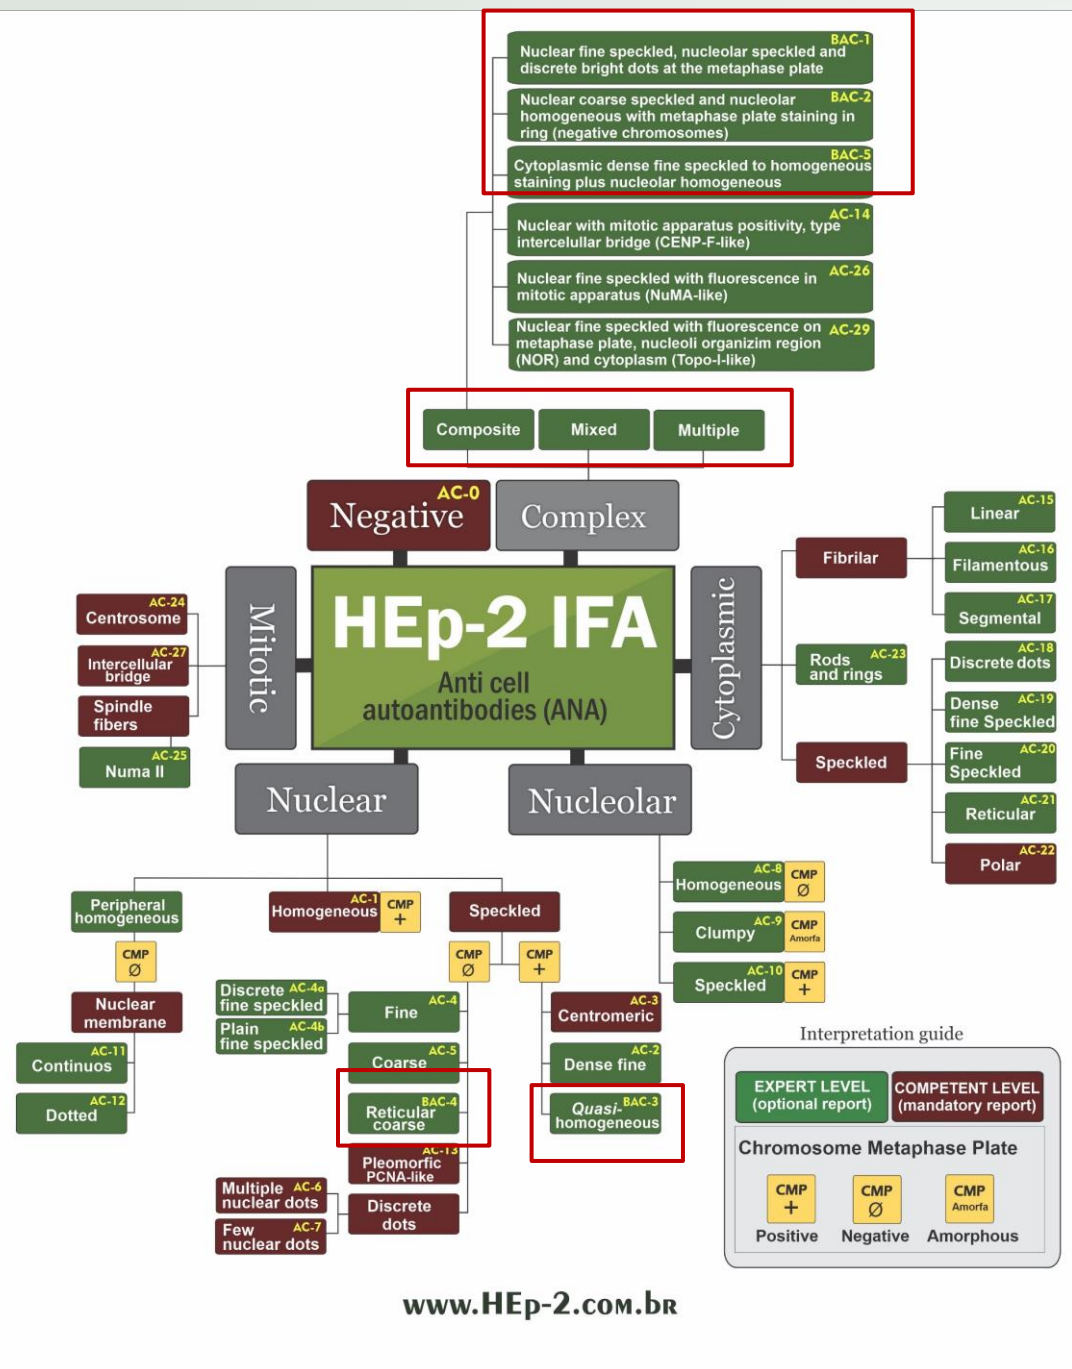 BAC-1
Nuclear fine speckled, nucleolar speckled and
discrete bright dots at the metaphase plate
BAC-2
Nuclear coarse speckled and nucleolar
homogeneous with metaphase plate staining in
ring (negative chromosomes)
BAC-5
Cytoplasmic dense fine speckled to homogeneous
staining plus nucleolar homogeneous
AC-14
Nuclear with mitotic apparatus positivity, type
intercelullar bridge (CENP-F-like)
AC-26
Nuclear fine speckled with fluorescence in
mitotic apparatus (NuMA-like)
AC-29
Nuclear fine speckled with fluorescence on
metaphase plate, nucleoli organizim region
(NOR) and cytoplasm (Topo-I-like)
Composite
Mixed
Multiple
AC-0
Negative
Complex
HEp-2 IFA
Anti cell
autoantibodies (ANA)
Mitotic
AC-24
Centrosome
AC-27
Intercellular
bridge
Spindle
fibers
AC-25
Numa II
Cytoplasmic
Fibrilar
AC-15
Linear
AC-16
Filamentous
AC-17
Segmental
Rods AC-23
and rings
Speckled
AC-18
Discrete dots
AC-19
Dense
fine Speckled
AC-20
Fine
Speckled
AC-21
Reticular
AC-22
Polar
Nuclear
Nucleolar
Peripheral
homogeneous
CMP
Ø
Nuclear
membrane
AC-11
Continuos
AC-12
Dotted
AC-1
Homogeneous
CMP
+
Speckled
CMP
Ø
CMP
+
Discrete AC-4a
fine speckled
Plain AC-4b
fine speckled
AC-4
Fine
AC-5
Coarse
BAC-4
Reticular
coarse
AC-13
Pleomorfic
PCNA-like
Multiple AC-6
nuclear dots
Few AC-7
nuclear dots
Discrete
dots
AC-3
Centromeric
AC-2
Dense fine
Quasi- BAC-3
homogeneous
AC-8
Homogeneous
CMP
Ø
AC-9
Clumpy
CMP
Amorfa
AC-10
Speckled
CMP
+
Interpretation guide
EXPERT LEVEL
(optional report)
COMPETENT LEVEL
(mandatory report)
Chromosome Metaphase Plate
CMP
+
Positive
CMP
Ø
Negative
CMP
Amorfa
Amorphous
www.HEp-2.com.br